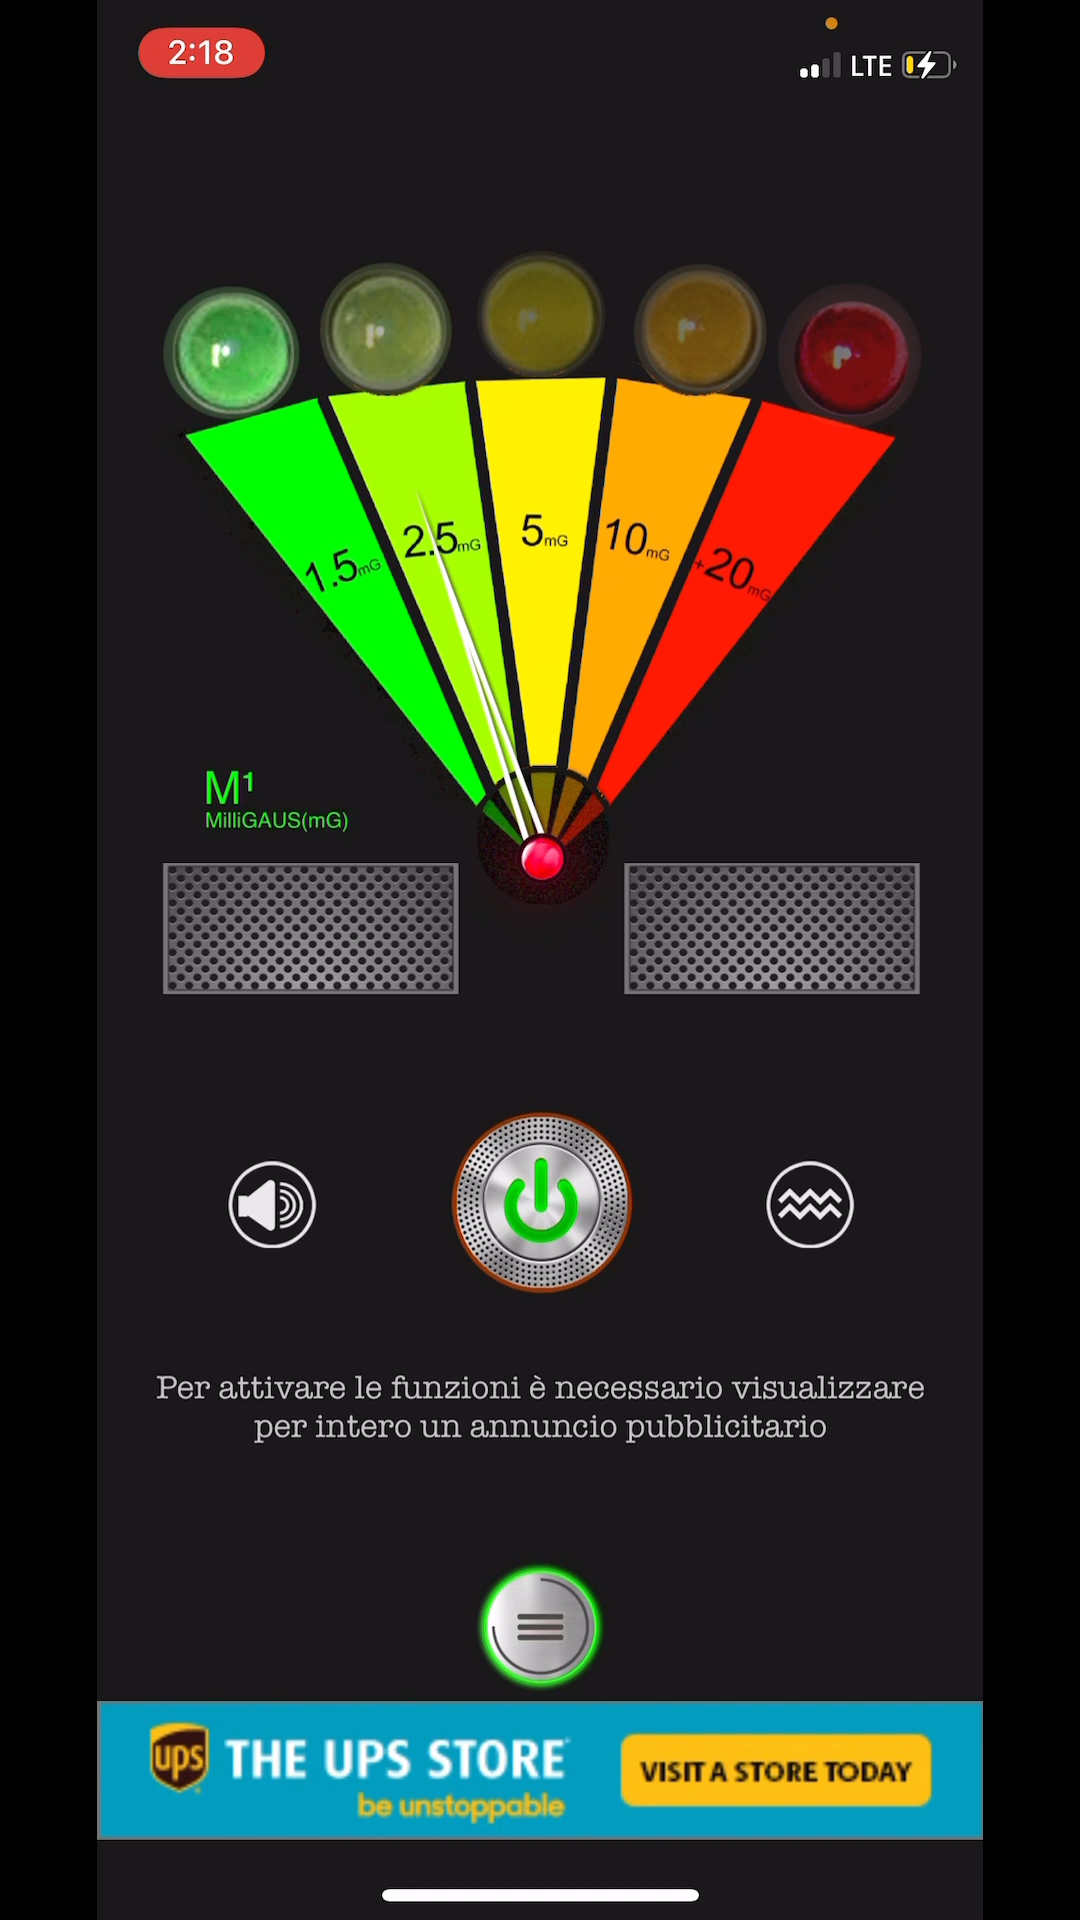 2:18
LTE
1.5mG
2.5mG
5mG
10mG
+20mG
M¹
MilliGAUS(mG)
Per attivare le funzioni è necessario visualizzare
per intero un annuncio pubblicitario
ups
THE UPS STORE
be unstoppable
VISIT A STORE TODAY